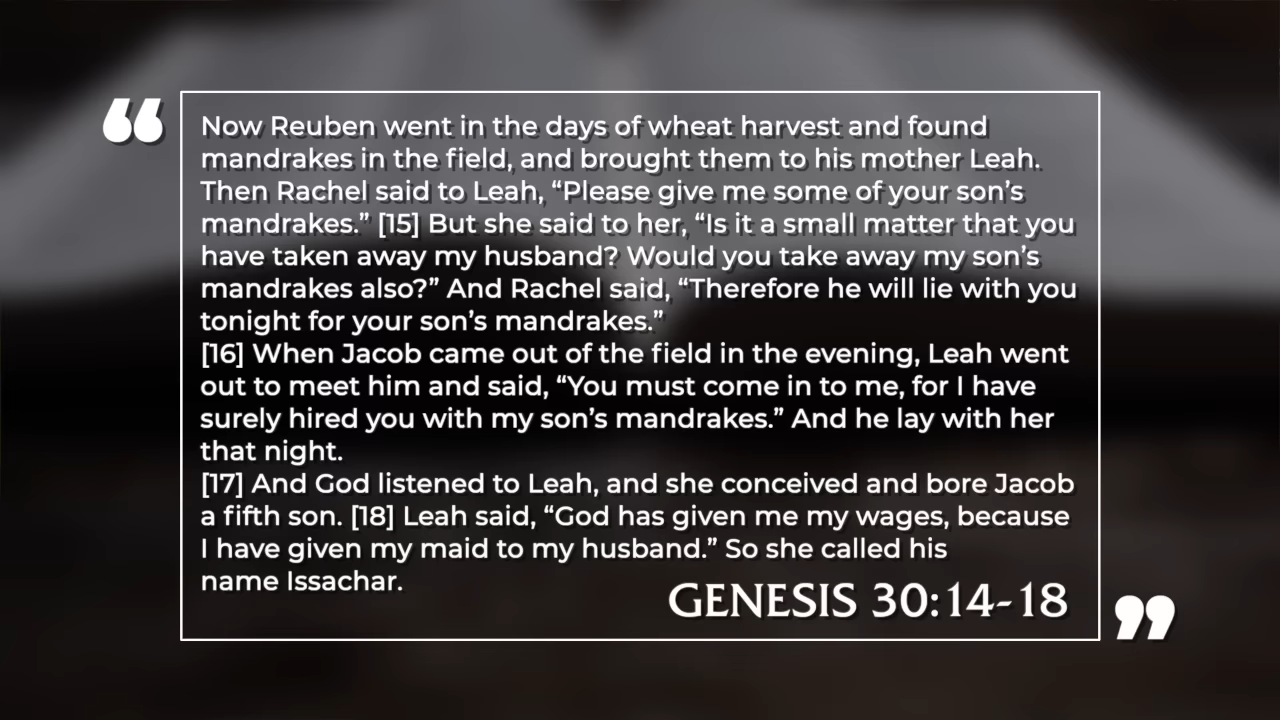 “
Now Reuben went in the days of wheat harvest and found
mandrakes in the field, and brought them to his mother Leah.
Then Rachel said to Leah, “Please give me some of your son’s
mandrakes.” [15] But she said to her, “Is it a small matter that you
have taken away my husband? Would you take away my son’s
mandrakes also?” And Rachel said, “Therefore he will lie with you
tonight for your son’s mandrakes.”
[16] When Jacob came out of the field in the evening, Leah went
out to meet him and said, “You must come in to me, for I have
surely hired you with my son’s mandrakes.” And he lay with her
that night.
[17] And God listened to Leah, and she conceived and bore Jacob
a fifth son. [18] Leah said, “God has given me my wages, because
I have given my maid to my husband.” So she called his
name Issachar.
GENESIS 30:14-18
”